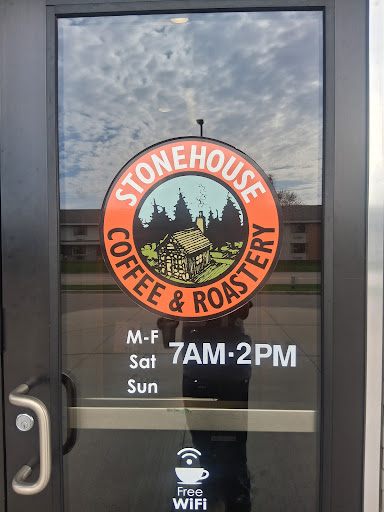 STONEHOUSE
COFFEE & ROASTERY
M-F
Sat 7AM-2PM
Sun
Free
WiFi